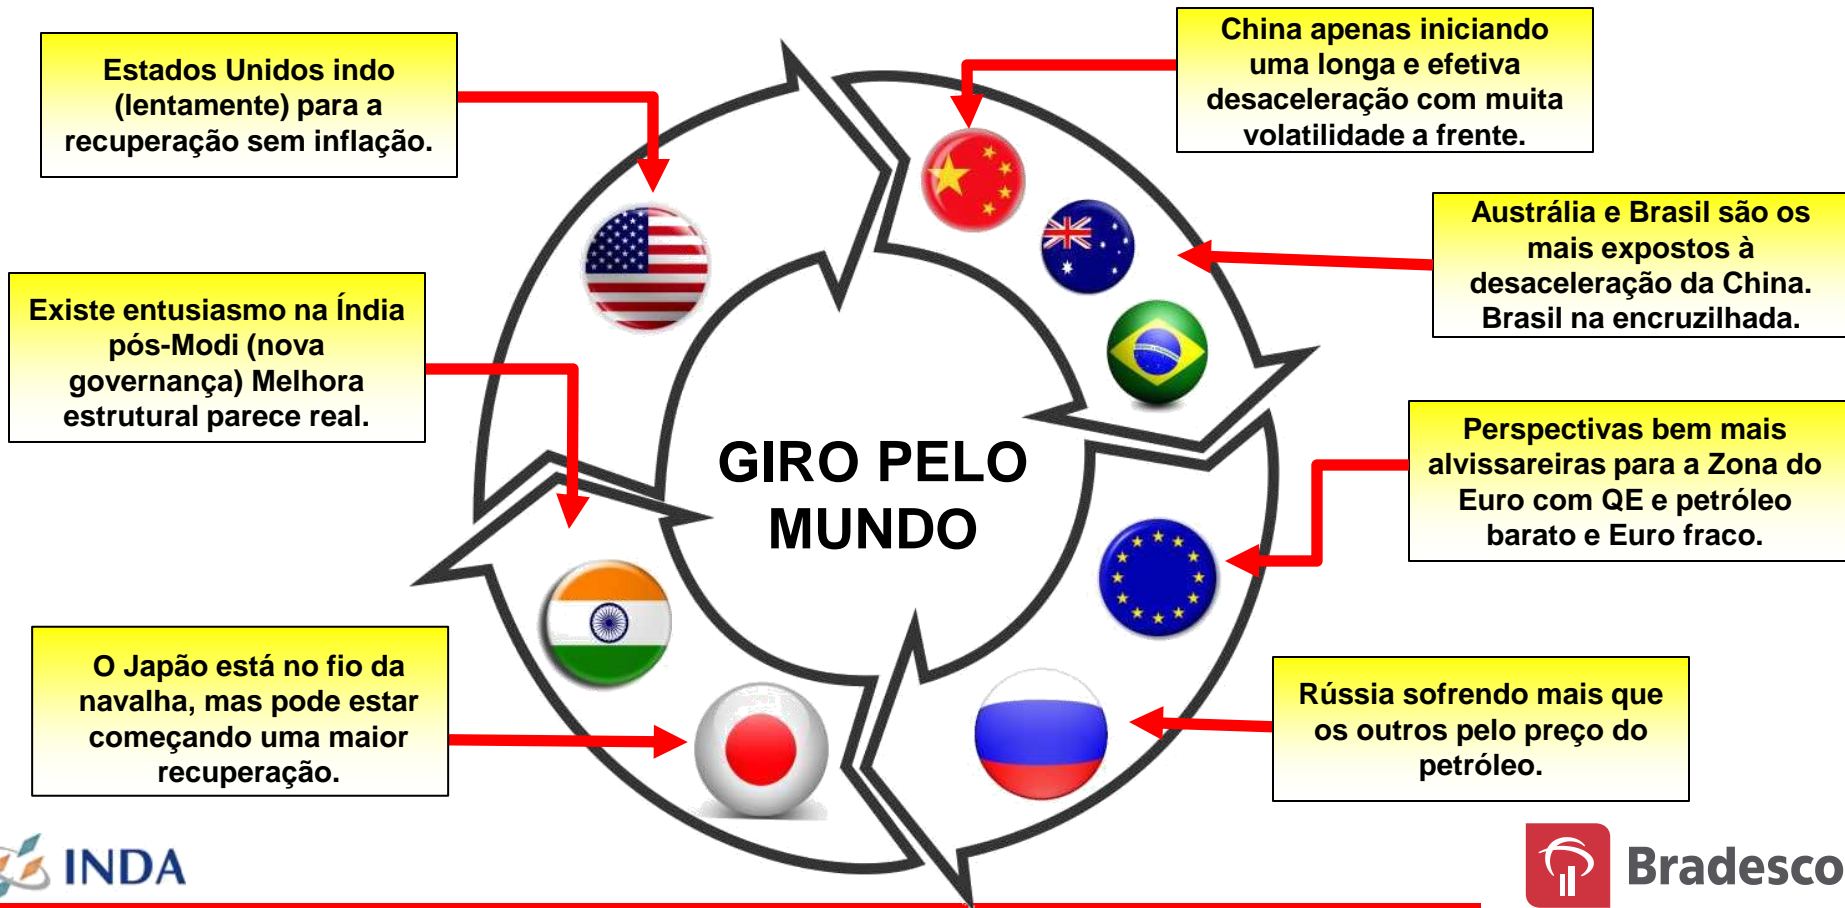 Estados Unidos indo
(lentamente) para a
recuperação sem inflação.
China apenas iniciando
uma longa e efetiva
desaceleração com muita
volatilidade a frente.
Austrália e Brasil são os
mais expostos à
desaceleração da China.
Brasil na encruzilhada.
Existe entusiasmo na Índia
pós-Modi (nova
governança) Melhora
estrutural parece real.
GIRO PELO
MUNDO
Perspectivas bem mais
alvissareiras para a Zona do
Euro com QE e petróleo
barato e Euro fraco.
O Japão está no fio da
navalha, mas pode estar
começando uma maior
recuperação.
Rússia sofrendo mais que
os outros pelo preço do
petróleo.
INDA
Bradesco